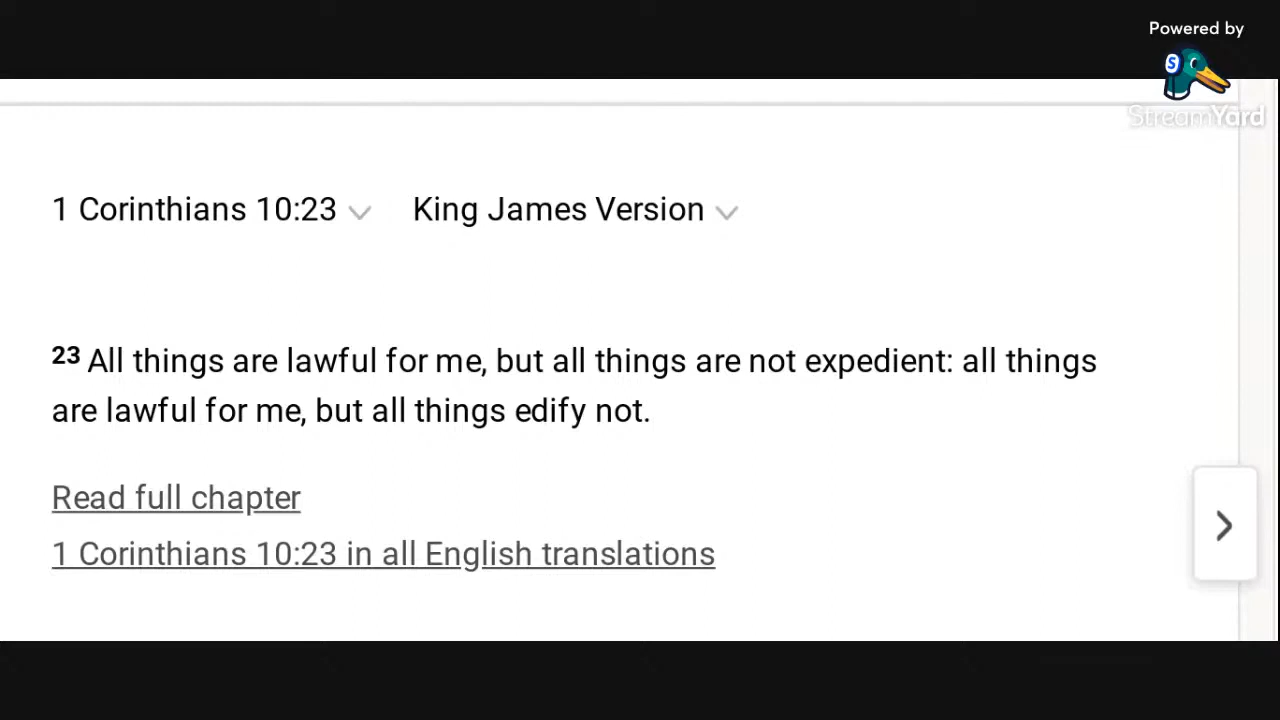 Powered by
S
StreamYard
1 Corinthians 10:23 King James Version
23 All things are lawful for me, but all things are not expedient: all things
are lawful for me, but all things edify not.
Read full chapter
1 Corinthians 10:23 in all English translations